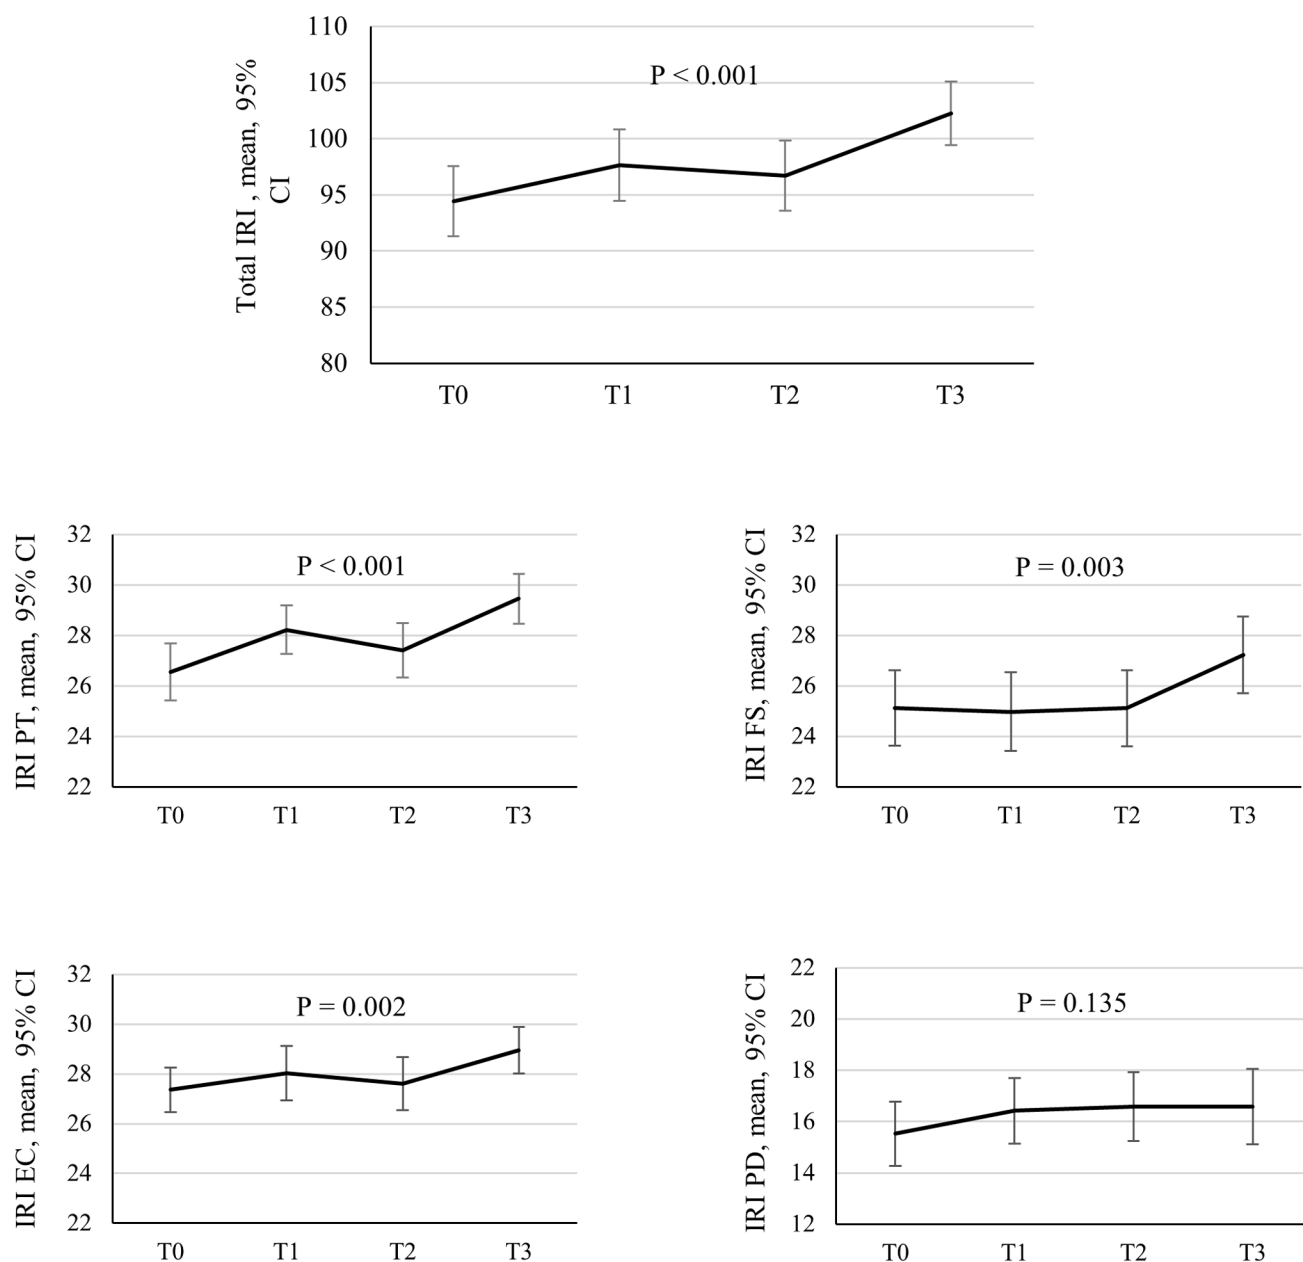 Total IRI , mean, 95%
CI
110
105
100
95
90
85
80
P < 0.001
T0 T1 T2 T3
IRI PT, mean, 95% CI
32
30
28
26
24
22
P < 0.001
T0 T1 T2 T3
IRI FS, mean, 95% CI
32
30
28
26
24
22
P = 0.003
T0 T1 T2 T3
IRI EC, mean, 95% CI
32
30
28
26
24
22
P = 0.002
T0 T1 T2 T3
IRI PD, mean, 95% CI
22
20
18
16
14
12
P = 0.135
T0 T1 T2 T3